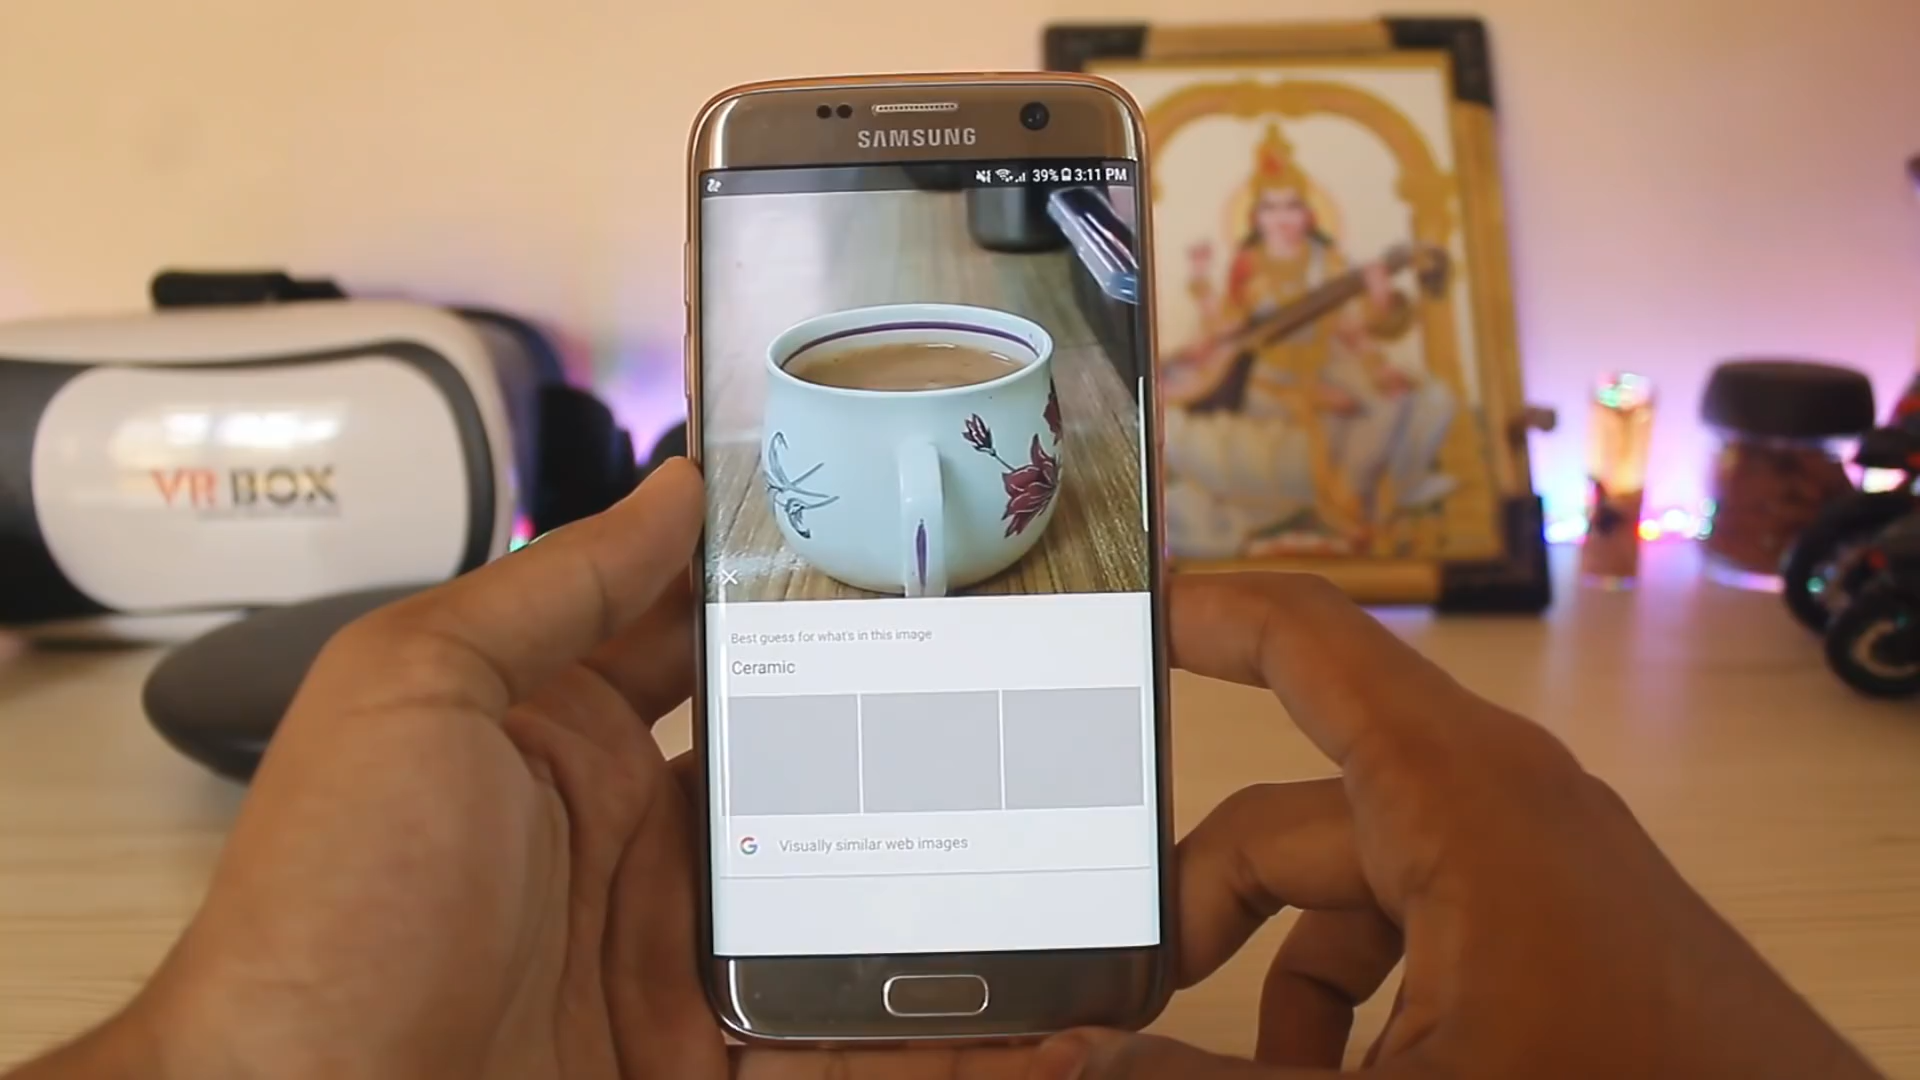 SAMSUNG
39% 3:11 PM
VR BOX
Best guess for what's in this image
Ceramic
Visually similar web images